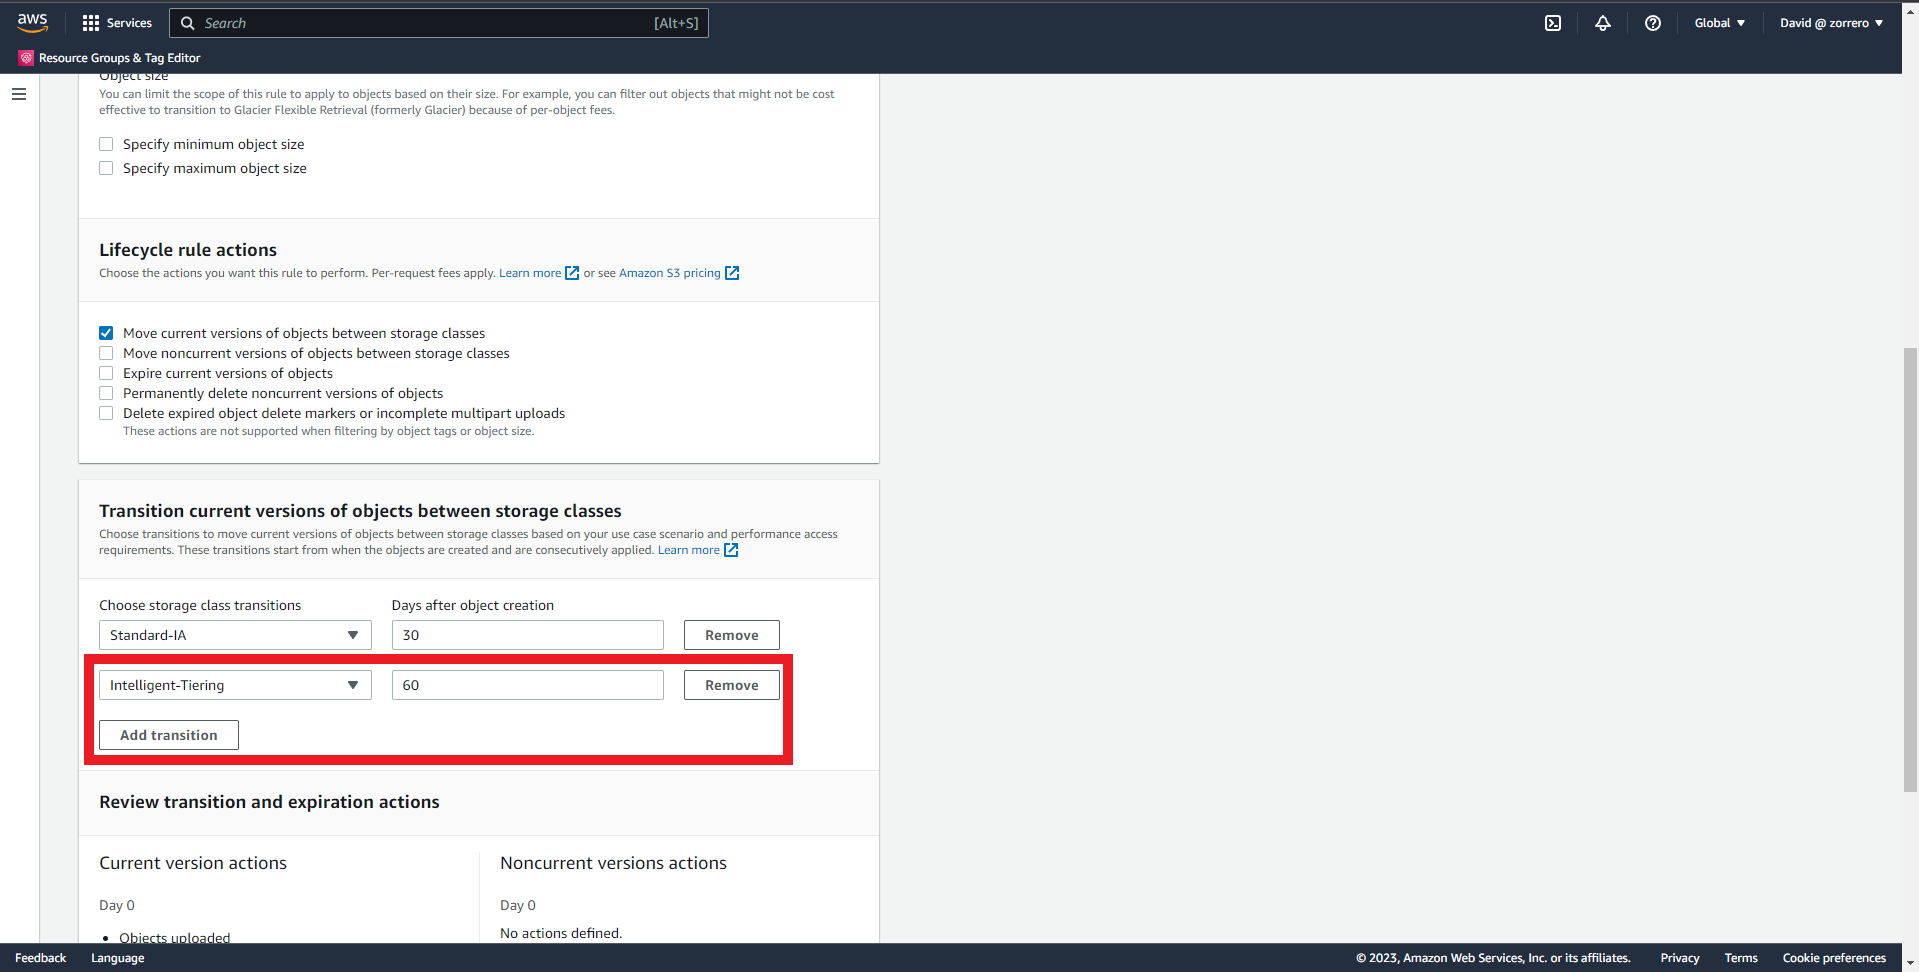 aws
Services
Search
[Alt+S]
Global
David @ zorrero
Resource Groups & Tag Editor
Object size
You can limit the scope of this rule to apply to objects based on their size. For example, you can filter out objects that might not be cost
effective to transition to Glacier Flexible Retrieval (formerly Glacier) because of per-object fees.
Specify minimum object size
Specify maximum object size
Lifecycle rule actions
Choose the actions you want this rule to perform. Per-request fees apply. Learn more or see Amazon S3 pricing
Move current versions of objects between storage classes
Move noncurrent versions of objects between storage classes
Expire current versions of objects
Permanently delete noncurrent versions of objects
Delete expired object delete markers or incomplete multipart uploads
These actions are not supported when filtering by object tags or object size.
Transition current versions of objects between storage classes
Choose transitions to move current versions of objects between storage classes based on your use case scenario and performance access
requirements. These transitions start from when the objects are created and are consecutively applied. Learn more
Choose storage class transitions
Days after object creation
Standard-IA
30
Remove
Intelligent-Tiering
60
Remove
Add transition
Review transition and expiration actions
Current version actions
Day 0
Objects uploaded
Noncurrent versions actions
Day 0
No actions defined.
Feedback
Language
© 2023, Amazon Web Services, Inc. or its affiliates.
Privacy
Terms
Cookie preferences